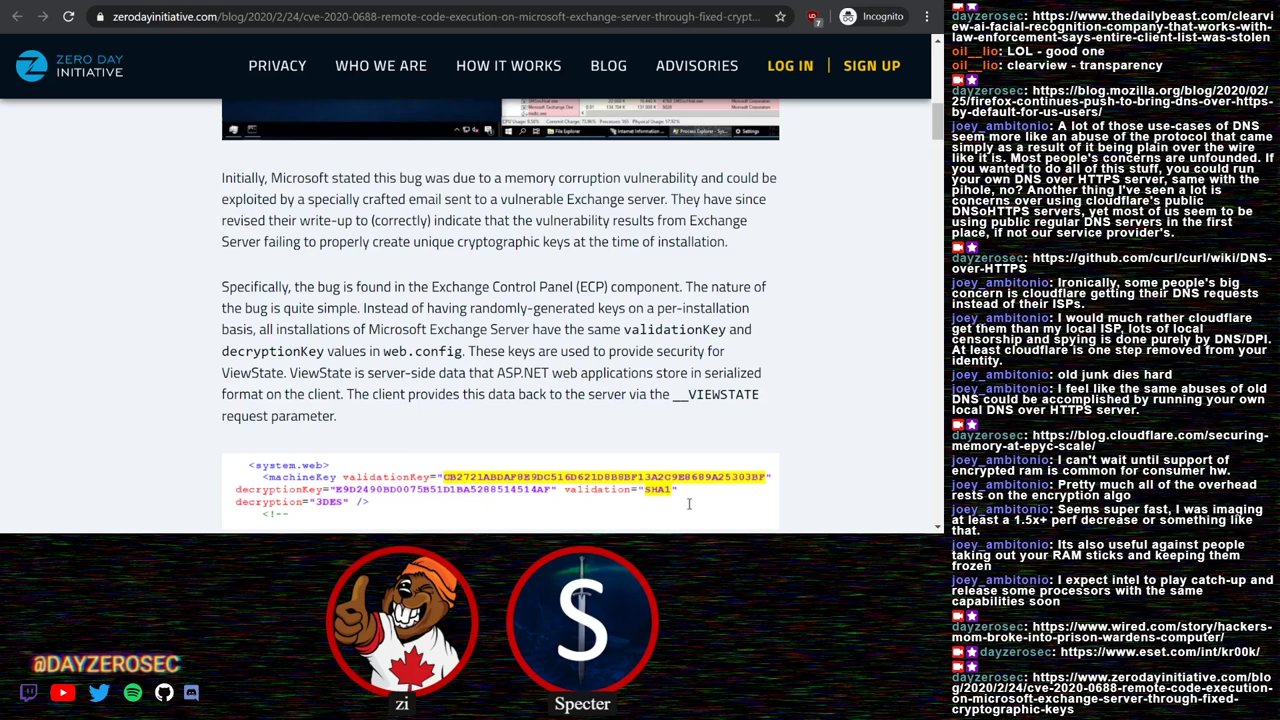 zerodayinitiative.com/blog/2020/2/24/cve-2020-0688-remote-code-execution-on-microsoft-exchange-server-through-fixed-crypt...
7
Incognito
ZERO DAY
INITIATIVE
PRIVACY
WHO WE ARE
HOW IT WORKS
BLOG
ADVISORIES
LOG IN
SIGN UP
File Explorer
Settings
Initially, Microsoft stated this bug was due to a memory corruption vulnerability and could be
exploited by a specially crafted email sent to a vulnerable Exchange server. They have since
revised their write-up to (correctly) indicate that the vulnerability results from Exchange
Server failing to properly create unique cryptographic keys at the time of installation.
Specifically, the bug is found in the Exchange Control Panel (ECP) component. The nature of
the bug is quite simple. Instead of having randomly-generated keys on a per-installation
basis, all installations of Microsoft Exchange Server have the same validationKey and
decryptionKey values in web.config. These keys are used to provide security for
ViewState. ViewState is server-side data that ASP.NET web applications store in serialized
format on the client. The client provides this data back to the server via the __VIEWSTATE
request parameter.
<system.web>
<machineKey validationKey="CB2721ABDAF8E9DC516D621D8B8BF13A2C9E8689A25303BF"
decryptionKey="E9D2490BD0075B51D1BA5288514514AF" validation="SHA1"
decryption="3DES" />
<!--
@DAYZEROSEC
zi
S
Specter
dayzerosec: https://www.thedailybeast.com/clearvi
ew-ai-facial-recognition-company-that-works-with-
law-enforcement-says-entire-client-list-was-stolen
oil__lio: LOL - good one
oil__lio: clearview - transparency
dayzerosec: https://blog.mozilla.org/blog/2020/02/
25/firefox-continues-push-to-bring-dns-over-https-
by-default-for-us-users/
joey_ambitonio: A lot of those use-cases of DNS
seem more like an abuse of the protocol that came
simply as a result of it being plain over the wire
like it is. Most people's concerns are unfounded. If
you wanted to do all of this stuff, you could run
your own DNS over HTTPS server, same with the
pihole, no? Another thing I've seen a lot is
concerns over using cloudflare's public
DNSoHTTPS servers, yet most of us seem to be
using public regular DNS servers in the first
place, if not our service provider's.
dayzerosec: https://github.com/curl/curl/wiki/DNS-
over-HTTPS
joey_ambitonio: Ironically, some people's big
concern is cloudflare getting their DNS requests
instead of their ISPs.
joey_ambitonio: I would much rather cloudflare
get them than my local ISP, lots of local
censorship and spying is done purely by DNS/DPI.
At least cloudflare is one step removed from your
identity.
joey_ambitonio: old junk dies hard
joey_ambitonio: I feel like the same abuses of old
DNS could be accomplished by running your own
local DNS over HTTPS server.
dayzerosec: https://blog.cloudflare.com/securing-
memory-at-epyc-scale/
joey_ambitonio: I can't wait until support of
encrypted ram is common for consumer hw.
joey_ambitonio: Pretty much all of the overhead
rests on the encryption algo
joey_ambitonio: Seems super fast, I was imaging
at least a 1.5x+ perf decrease or something like
that.
joey_ambitonio: Its also useful against people
taking out your RAM sticks and keeping them
frozen
joey_ambitonio: I expect intel to play catch-up and
release some processors with the same
capabilities soon
dayzerosec: https://www.wired.com/story/hackers-
mom-broke-into-prison-wardens-computer/
dayzerosec: https://www.eset.com/int/kr00k/
dayzerosec: https://www.zerodayinitiative.com/blo
g/2020/2/24/cve-2020-0688-remote-code-execution-
on-microsoft-exchange-server-through-fixed-
cryptographic-keys